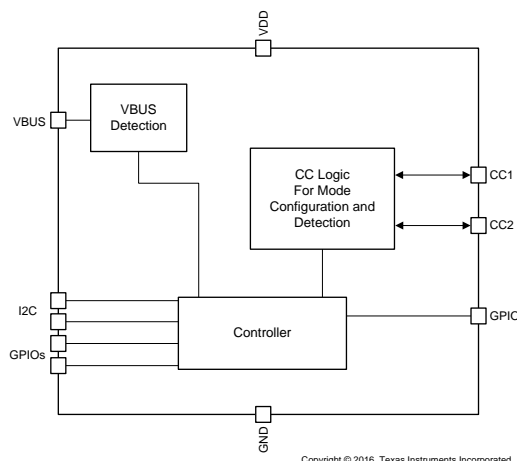 VDD
VBUS
Detection
VBUS
CC Logic
For Mode
Configuration and
Detection
CC1
CC2
I2C
GPIOs
Controller
GPIO
GND
Copyright © 2016, Texas Instruments Incorporated